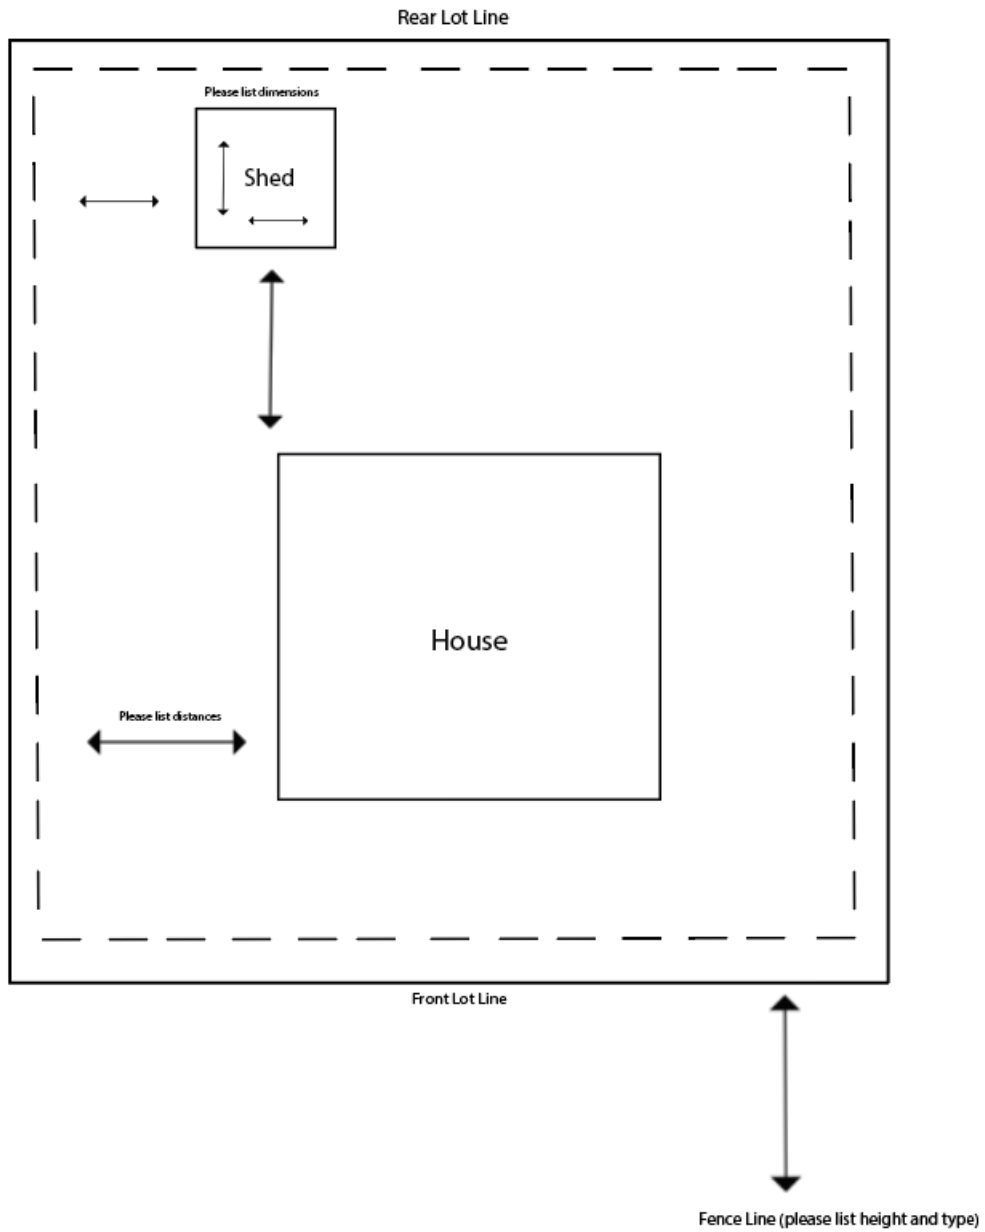 Rear Lot Line
Please list dimensions
Shed
House
Please list distances
Front Lot Line
Fence Line (please list height and type)